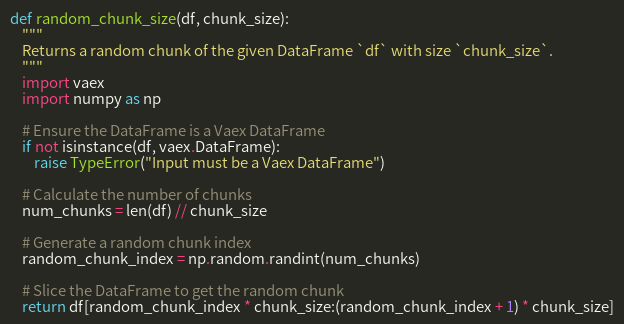 def random_chunk_size(df, chunk_size):
    """
    Returns a random chunk of the given DataFrame `df` with size `chunk_size`.
    """
    import vaex
    import numpy as np

    # Ensure the DataFrame is a Vaex DataFrame
    if not isinstance(df, vaex.DataFrame):
        raise TypeError("Input must be a Vaex DataFrame")

    # Calculate the number of chunks
    num_chunks = len(df) // chunk_size

    # Generate a random chunk index
    random_chunk_index = np.random.randint(num_chunks)

    # Slice the DataFrame to get the random chunk
    return df[random_chunk_index * chunk_size:(random_chunk_index + 1) * chunk_size]